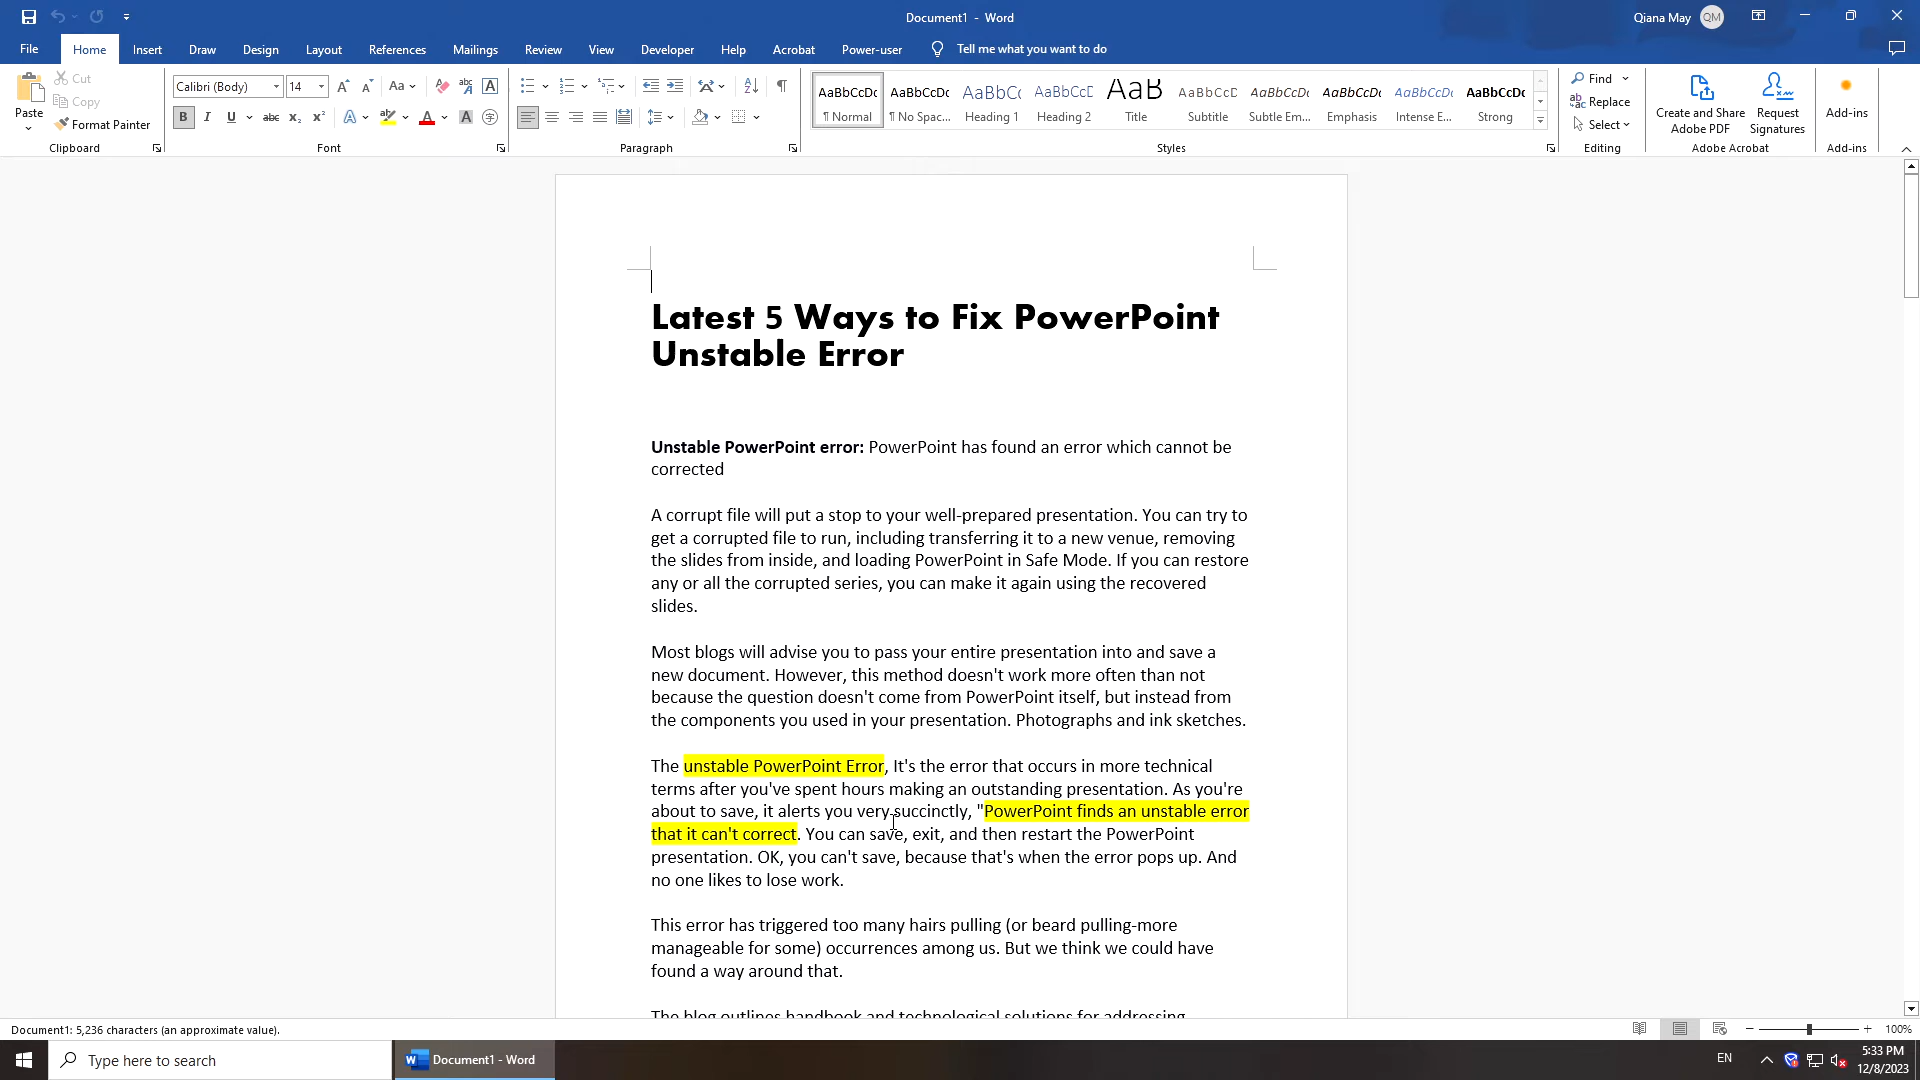 Document1 - Word
Qiana May
QM
File
Home
Insert
Draw
Design
Layout
References
Mailings
Review
View
Developer
Help
Acrobat
Power-user
Tell me what you want to do
Paste
Cut
Copy
Format Painter
Clipboard
Calibri (Body)
14
Font
Paragraph
AaBbCcDc
¶ Normal
AaBbCcDc
¶ No Spac...
AaBbCc
Heading 1
AaBbCcD
Heading 2
AaB
Title
AaBbCcD
Subtitle
AaBbCcDc
Subtle Em...
AaBbCcDc
Emphasis
AaBbCcDc
Intense E...
AaBbCcDc
Strong
Styles
Find
Replace
Select
Editing
Create and Share
Adobe PDF
Request
Signatures
Adobe Acrobat
Add-ins
Add-ins
Latest 5 Ways to Fix PowerPoint
Unstable Error
Unstable PowerPoint error: PowerPoint has found an error which cannot be
corrected
A corrupt file will put a stop to your well-prepared presentation. You can try to
get a corrupted file to run, including transferring it to a new venue, removing
the slides from inside, and loading PowerPoint in Safe Mode. If you can restore
any or all the corrupted series, you can make it again using the recovered
slides.
Most blogs will advise you to pass your entire presentation into and save a
new document. However, this method doesn't work more often than not
because the question doesn't come from PowerPoint itself, but instead from
the components you used in your presentation. Photographs and ink sketches.
The unstable PowerPoint Error, It's the error that occurs in more technical
terms after you've spent hours making an outstanding presentation. As you're
about to save, it alerts you very succinctly, "PowerPoint finds an unstable error
that it can't correct. You can save, exit, and then restart the PowerPoint
presentation. OK, you can't save, because that's when the error pops up. And
no one likes to lose work.
This error has triggered too many hairs pulling (or beard pulling-more
manageable for some) occurrences among us. But we think we could have
found a way around that.
The blog outlines handbook and technological solutions for addressing
Document1: 5,236 characters (an approximate value).
100%
Type here to search
Document1 - Word
EN
5:33 PM
12/8/2023